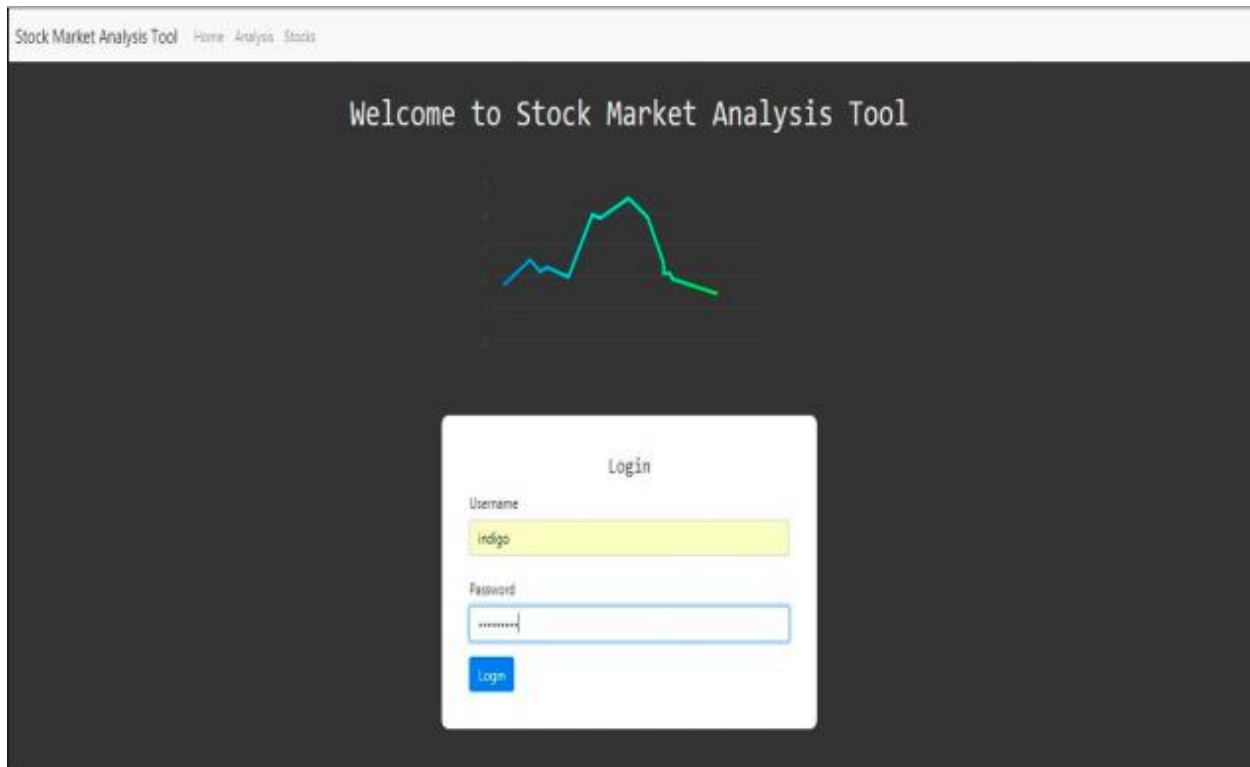 Stock Market Analysis Tool Home Analysis Stocks
Welcome to Stock Market Analysis Tool
Login
Username
indigo
Password
Login